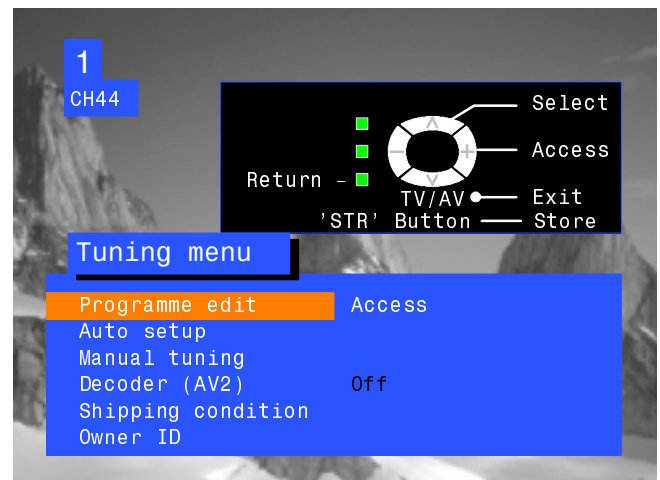 1
CH44
Select
Access
Return –
TV/AV Exit
'STR' Button Store
Tuning menu
Programme edit Access
Auto setup
Manual tuning
Decoder (AV2) Off
Shipping condition
Owner ID